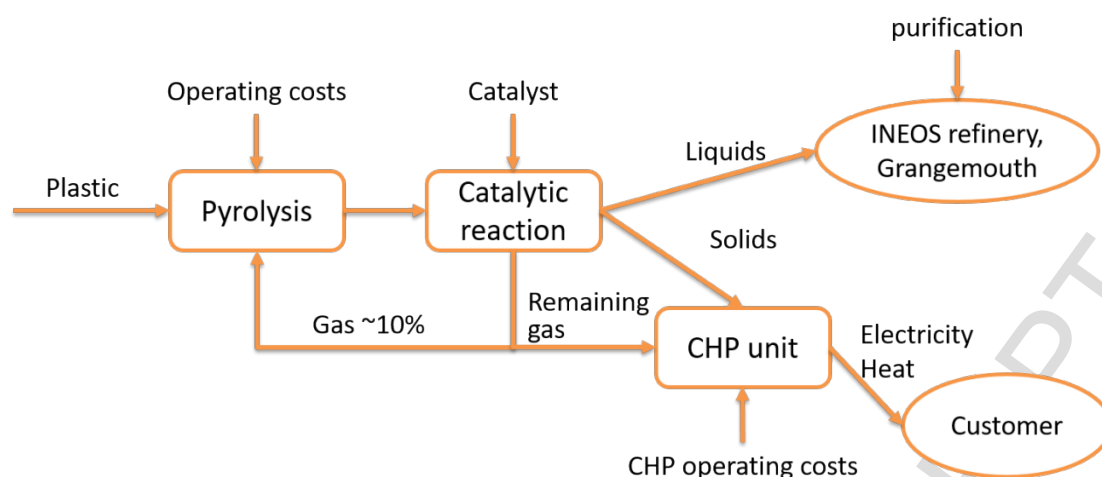 purification
Operating costs
Catalyst
INEOS refinery,
Grangemouth
Liquids
Plastic
Pyrolysis
Catalytic
reaction
Solids
Gas ~10%
Remaining
gas
CHP unit
Electricity
Heat
Customer
CHP operating costs
PT